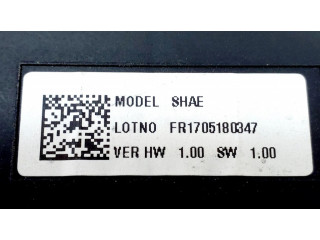 MODEL SHAE
LOTNO FR1705180347
VER HW 1.00 SW 1.00